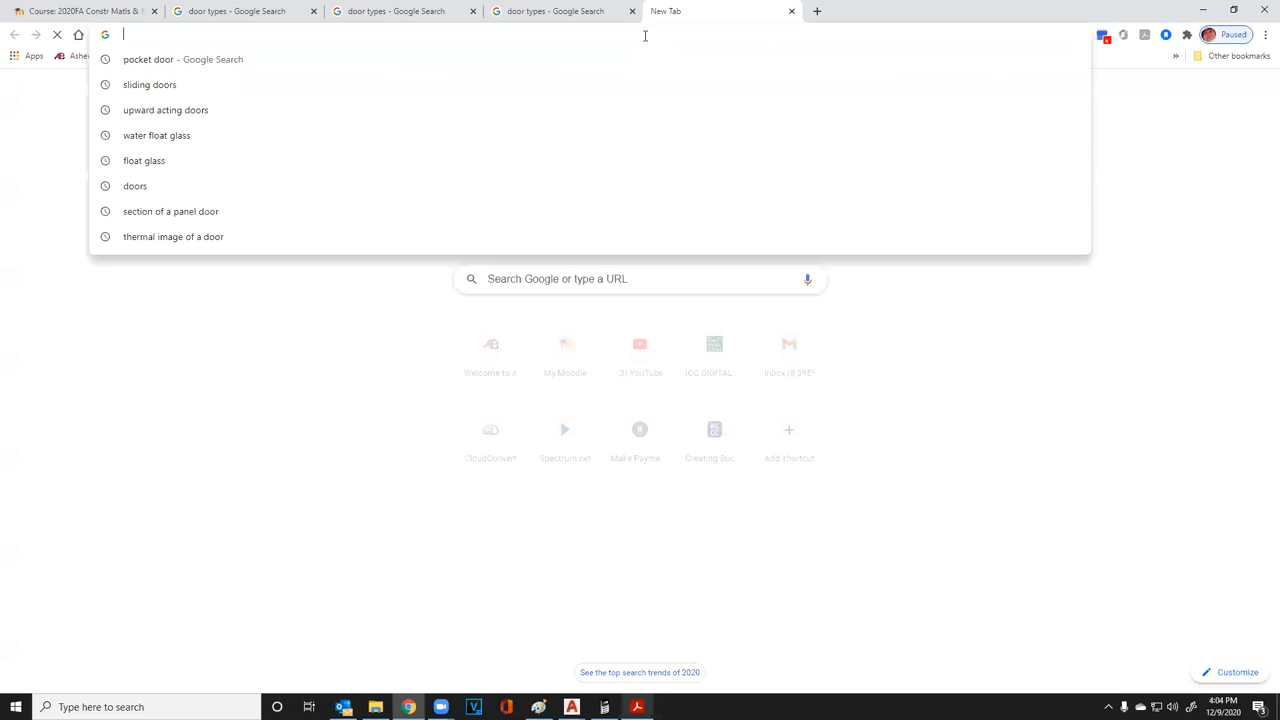 Course: 2020FA Constr Matls & T
door types - Google Search
door types - Google Search
door types - Google Search
New Tab
Paused
Apps
Ashev
Other bookmarks
pocket door - Google Search
sliding doors
upward acting doors
water float glass
float glass
doors
section of a panel door
thermal image of a door
Search Google or type a URL
Welcome to A
My Moodle
(3) YouTube
ICC DIGITAL
Inbox (8,395)
CloudConvert
Spectrum.net
Make Payme
Creating Suc
Add shortcut
See the top search trends of 2020
Customize
Type here to search
4:04 PM
12/9/2020